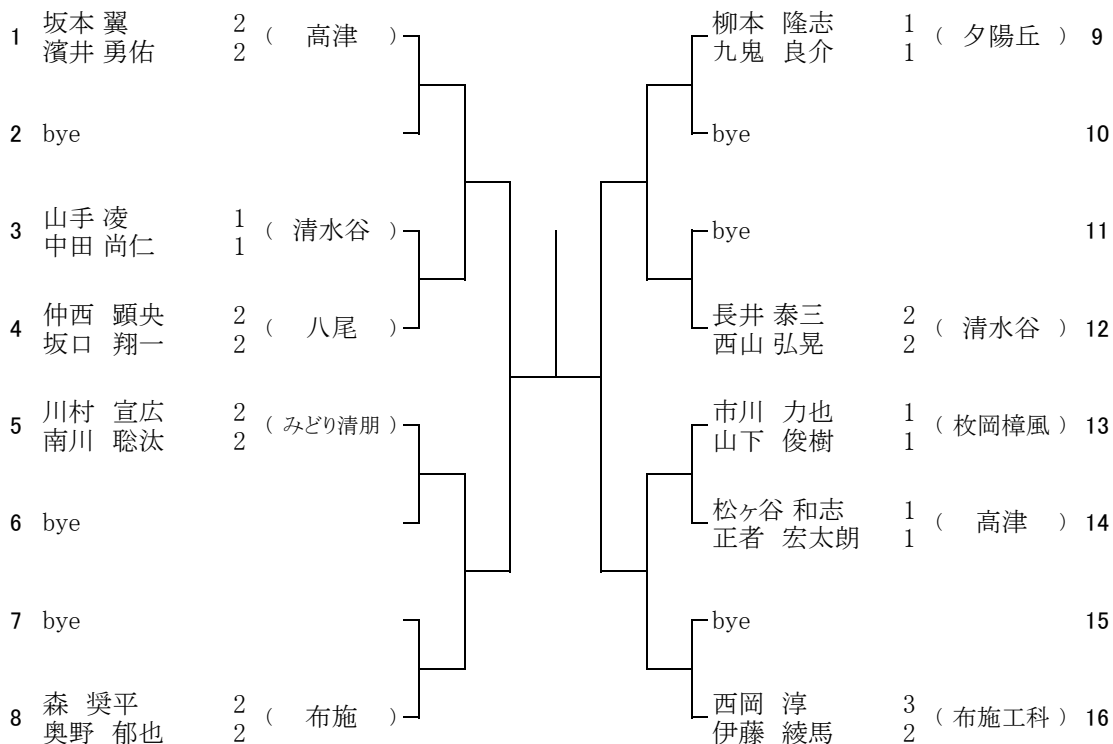 1 坂本 翼 2 ( 高津 )
濱井 勇佑 2
2 bye
3 山手 凌 1 ( 清水谷 )
中田 尚仁 1
4 仲西 顕央 2 ( 八尾 )
坂口 翔一 2
5 川村 宣広 2 ( みどり清朋 )
南川 聡汰 2
6 bye
7 bye
8 森 奨平 2 ( 布施 )
奥野 郁也 2
柳本 隆志 1 ( 夕陽丘 ) 9
九鬼 良介 1
bye 10
bye 11
長井 泰三 2 ( 清水谷 ) 12
西山 弘晃 2
市川 力也 1 ( 枚岡樟風 ) 13
山下 俊樹 1
松ヶ谷 和志 1 ( 高津 ) 14
正者 宏太朗 1
bye 15
西岡 淳 3 ( 布施工科 ) 16
伊藤 綾馬 2